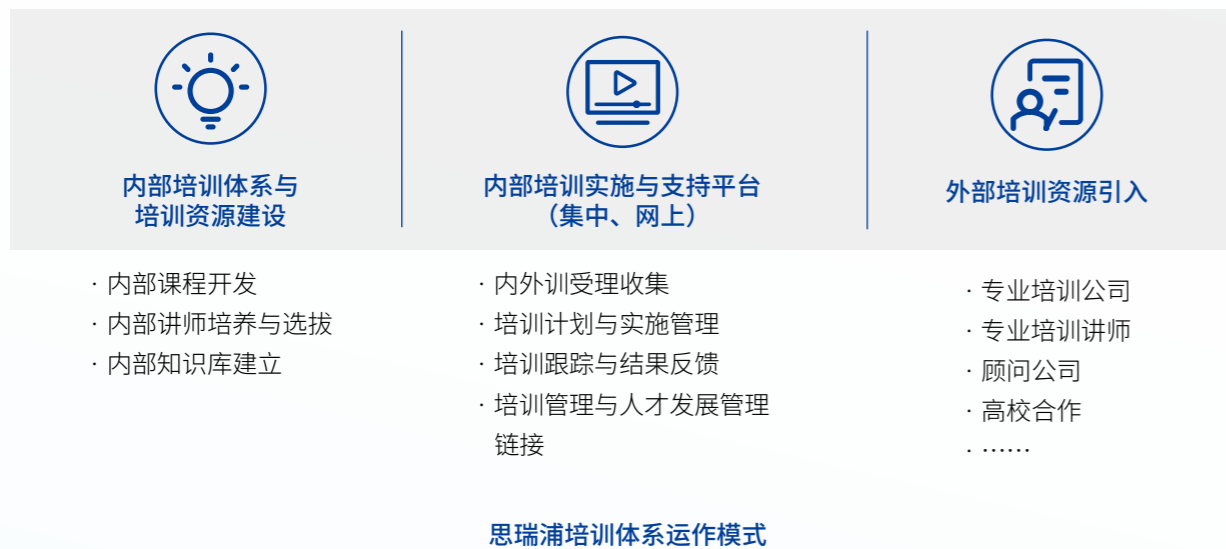 内部培训体系与
培训资源建设
· 内部课程开发
· 内部讲师培养与选拔
· 内部知识库建立
内部培训实施与支持平台
（集中、网上）
· 内外训受理收集
· 培训计划与实施管理
· 培训跟踪与结果反馈
· 培训管理与人才发展管理
链接
外部培训资源引入
· 专业培训公司
· 专业培训讲师
· 顾问公司
· 高校合作
· ……
思瑞浦培训体系运作模式